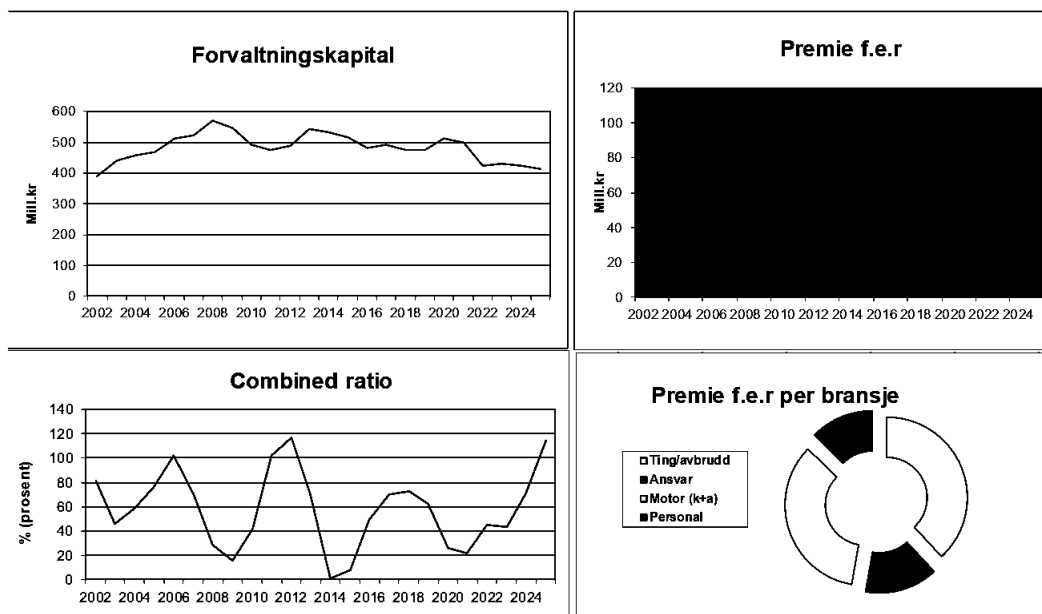 Forvaltningskapital
Mill.kr
600
500
400
300
200
100
0
2002 2004 2006 2008 2010 2012 2014 2016 2018 2020 2022 2024
Premie f.e.r
Mill.kr
120
100
80
60
40
20
0
2002 2004 2006 2008 2010 2012 2014 2016 2018 2020 2022 2024
Combined ratio
% (prosent)
140
120
100
80
60
40
20
0
2002 2004 2006 2008 2010 2012 2014 2016 2018 2020 2022 2024
Premie f.e.r per bransje
Ting/avbrudd
Ansvar
Motor (k+a)
Personal